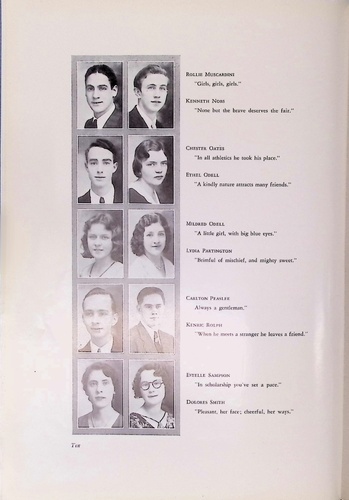 Rollie Muscardini
"Girls, girls, girls."
Kenneth Noss
"None but the brave deserves the fair."
Chester Oates
"In all athletics he took his place."
Ethel Odell
"A kindly nature attracts many friends."
Mildred Odell
"A little girl, with big blue eyes."
Lydia Partington
"Brimful of mischief, and mighty sweet."
Carlton Peaslee
Always a gentleman."
Kenzie Rolph
"When he meets a stranger he leaves a friend."
Estelle Sampson
"In scholarship you've set a pace."
Dolores Smith
"Pleasant, her face; cheerful, her ways."
Ten